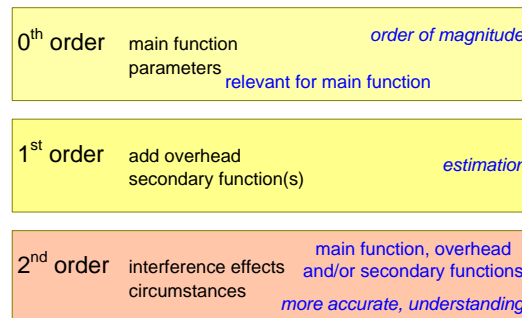 0th order main function order of magnitude
parameters
relevant for main function
1st order add overhead
secondary function(s) estimation
main function, overhead
2nd order interference effects and/or secondary functions
circumstances
more accurate, understanding